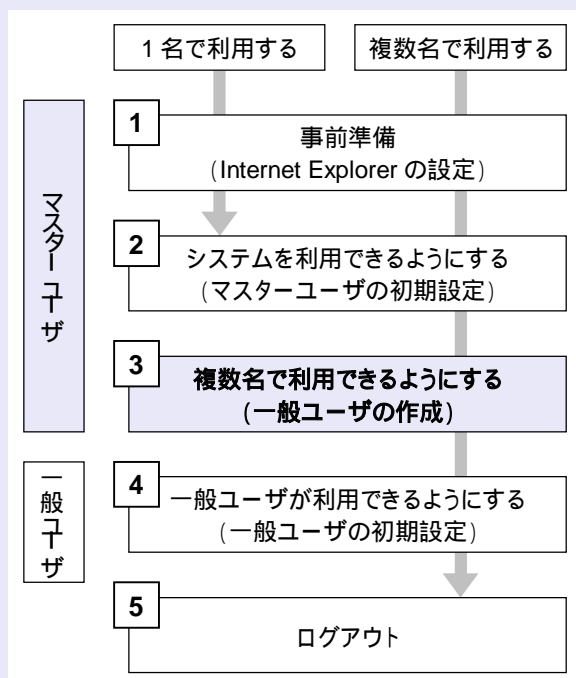 1 名で利用する
複数名で利用する
マスターユーザ
1
事前準備
(Internet Explorer の設定)
2
システムを利用できるようにする
(マスターユーザの初期設定)
3
複数名で利用できるようにする
(一般ユーザの作成)
一般ユーザ
4
一般ユーザが利用できるようにする
(一般ユーザの初期設定)
5
ログアウト